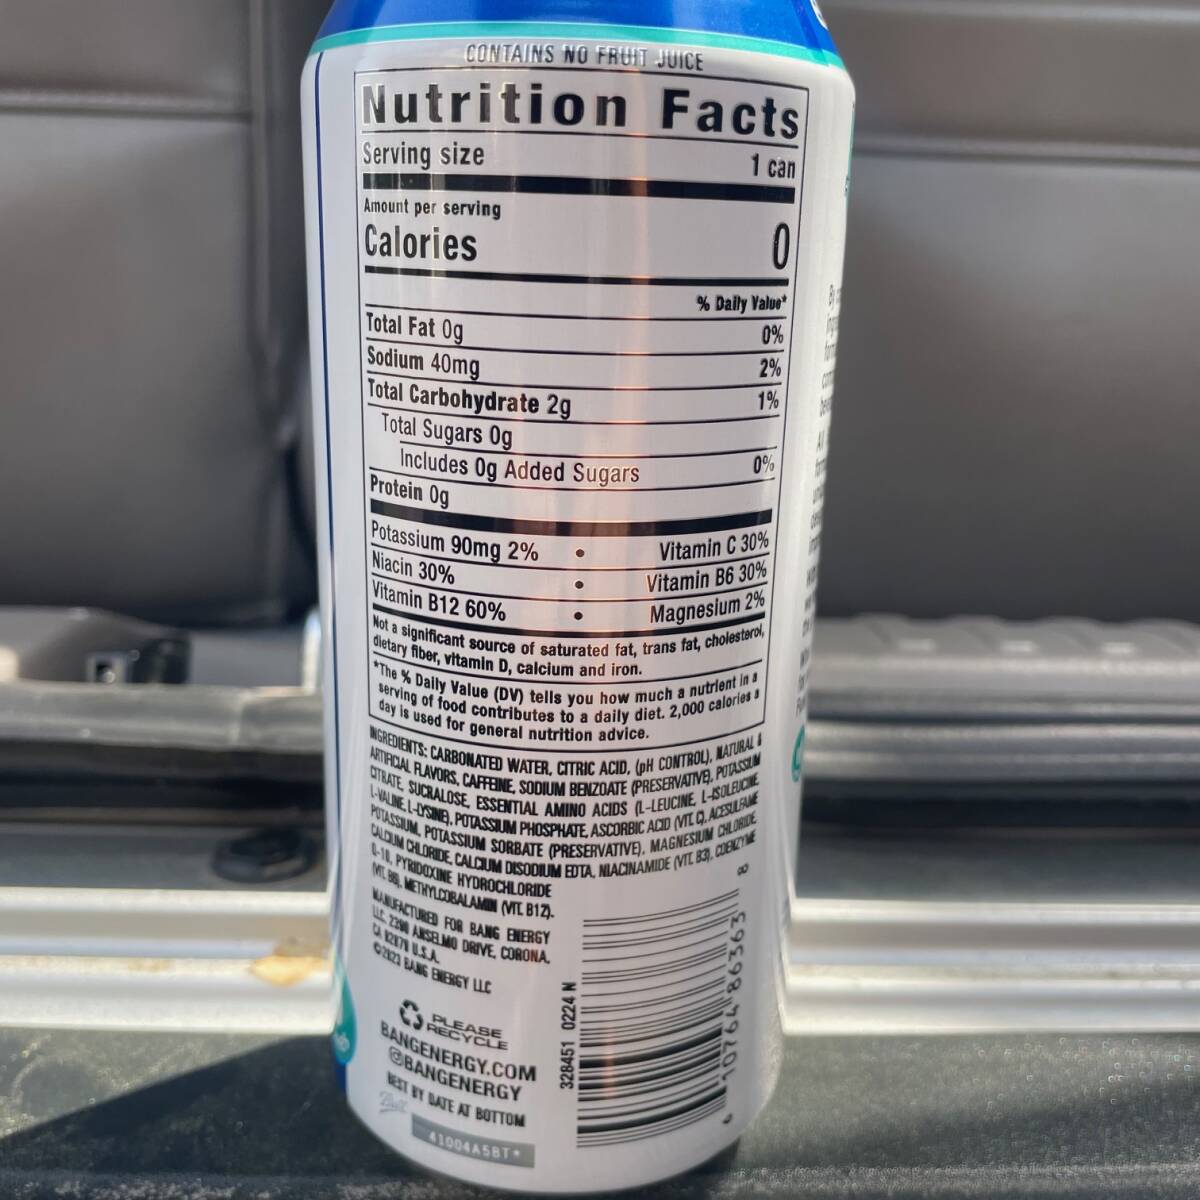 CONTAINS NO FRUIT JUICE
Nutrition Facts
Serving size 1 can
Amount per serving
Calories 0
% Daily Value*
Total Fat 0g 0%
Sodium 40mg 2%
Total Carbohydrate 2g 1%
Total Sugars 0g
Includes 0g Added Sugars 0%
Protein 0g
Potassium 90mg 2% • Vitamin C 30%
Niacin 30% • Vitamin B6 30%
Vitamin B12 60% • Magnesium 2%
Not a significant source of saturated fat, trans fat, cholesterol,
dietary fiber, vitamin D, calcium and iron.
*The % Daily Value (DV) tells you how much a nutrient in a
serving of food contributes to a daily diet. 2,000 calories a
day is used for general nutrition advice.
INGREDIENTS: CARBONATED WATER, CITRIC ACID, (pH CONTROL), NATURAL &
ARTIFICIAL FLAVORS, CAFFEINE, SODIUM BENZOATE (PRESERVATIVE), POTASSIUM
CITRATE, SUCRALOSE, ESSENTIAL AMINO ACIDS (L-LEUCINE, L-ISOLEUCINE,
L-VALINE, L-LYSINE), POTASSIUM PHOSPHATE, ASCORBIC ACID (VIT. C), ACESULFAME
POTASSIUM, POTASSIUM SORBATE (PRESERVATIVE), MAGNESIUM CHLORIDE,
CALCIUM CHLORIDE, CALCIUM DISODIUM EDTA, NIACINAMIDE (VIT. B3), COENZYME
Q-10, PYRIDOXINE HYDROCHLORIDE
(VIT. B6), METHYLCOBALAMIN (VIT. B12).
MANUFACTURED FOR BANG ENERGY
LLC. 2390 ANSELMO DRIVE, CORONA,
CA 92879 U.S.A.
©2023 BANG ENERGY LLC
PLEASE
RECYCLE
BANGENERGY.COM
@BANGENERGY
BEST BY DATE AT BOTTOM
Ball
41004A5BT*
328451 0224 N
6 10764 86363 8